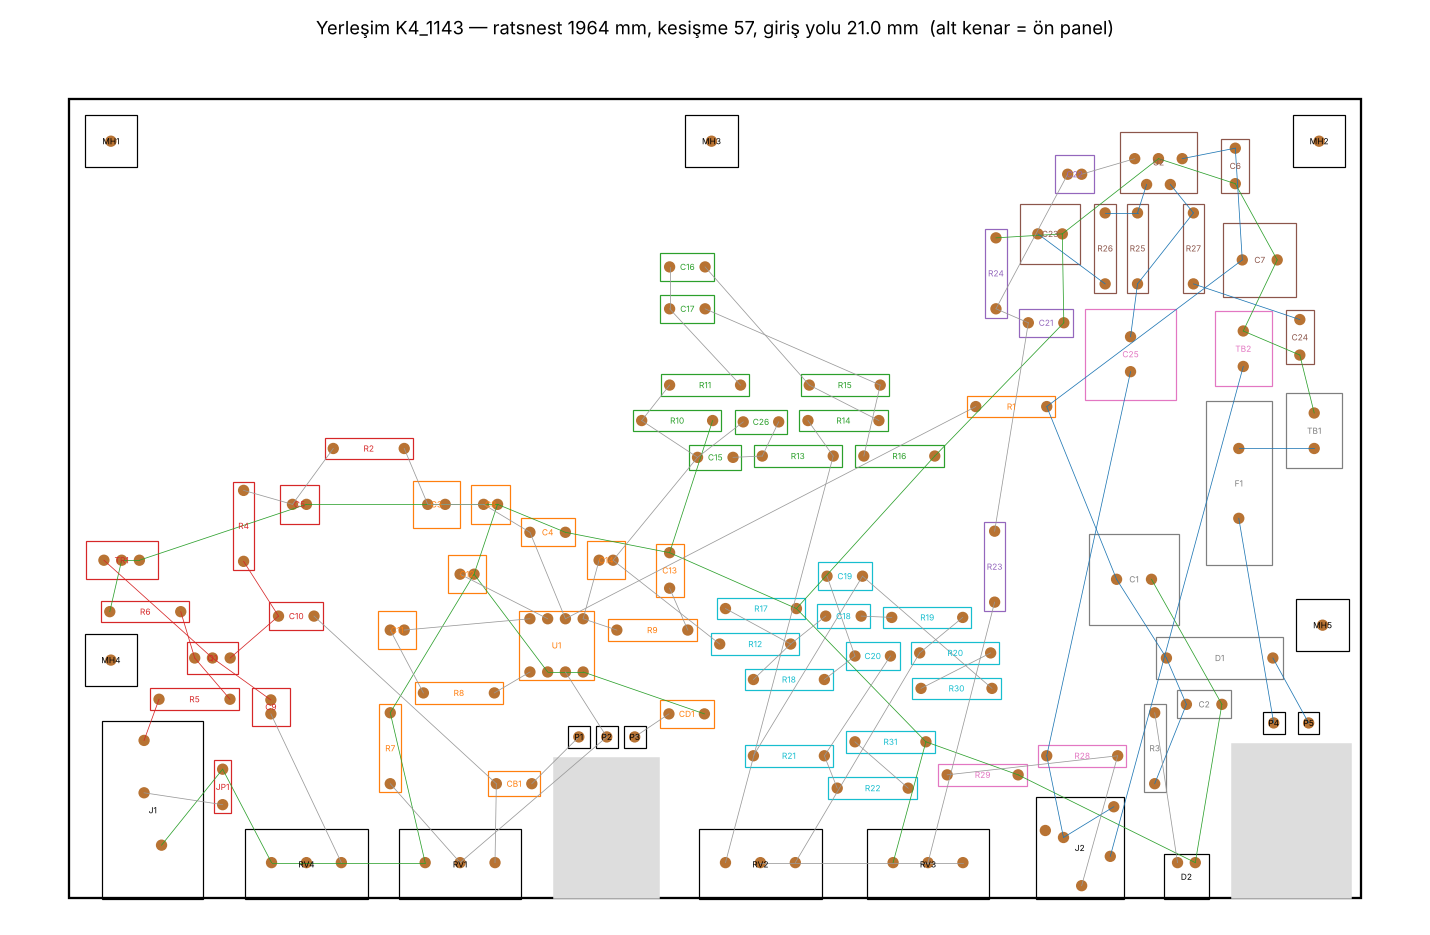 Yerleşim K4_1143 — ratsnest 1964 mm, kesişme 57, giriş yolu 21.0 mm (alt kenar = ön panel)
MH1
MH3
MH2
C6
C23
R26
R25
R27
R24
C7
C16
C17
C21
C24
C25
TB2
R11
R15
R1
R10
C26
R14
TB1
R2
C15
R13
R16
F1
R4
C4
R23
C13
C19
C1
R6
C10
R17
C18
R19
MH5
U1
R9
R12
MH4
C20
R20
D1
R5
R8
R18
R30
C9
CD1
C2
P1
P2
P3
P4
P5
R7
R21
R31
R28
R3
JP1
CB1
R29
R22
J1
J2
RV4
RV1
RV2
RV3
D2